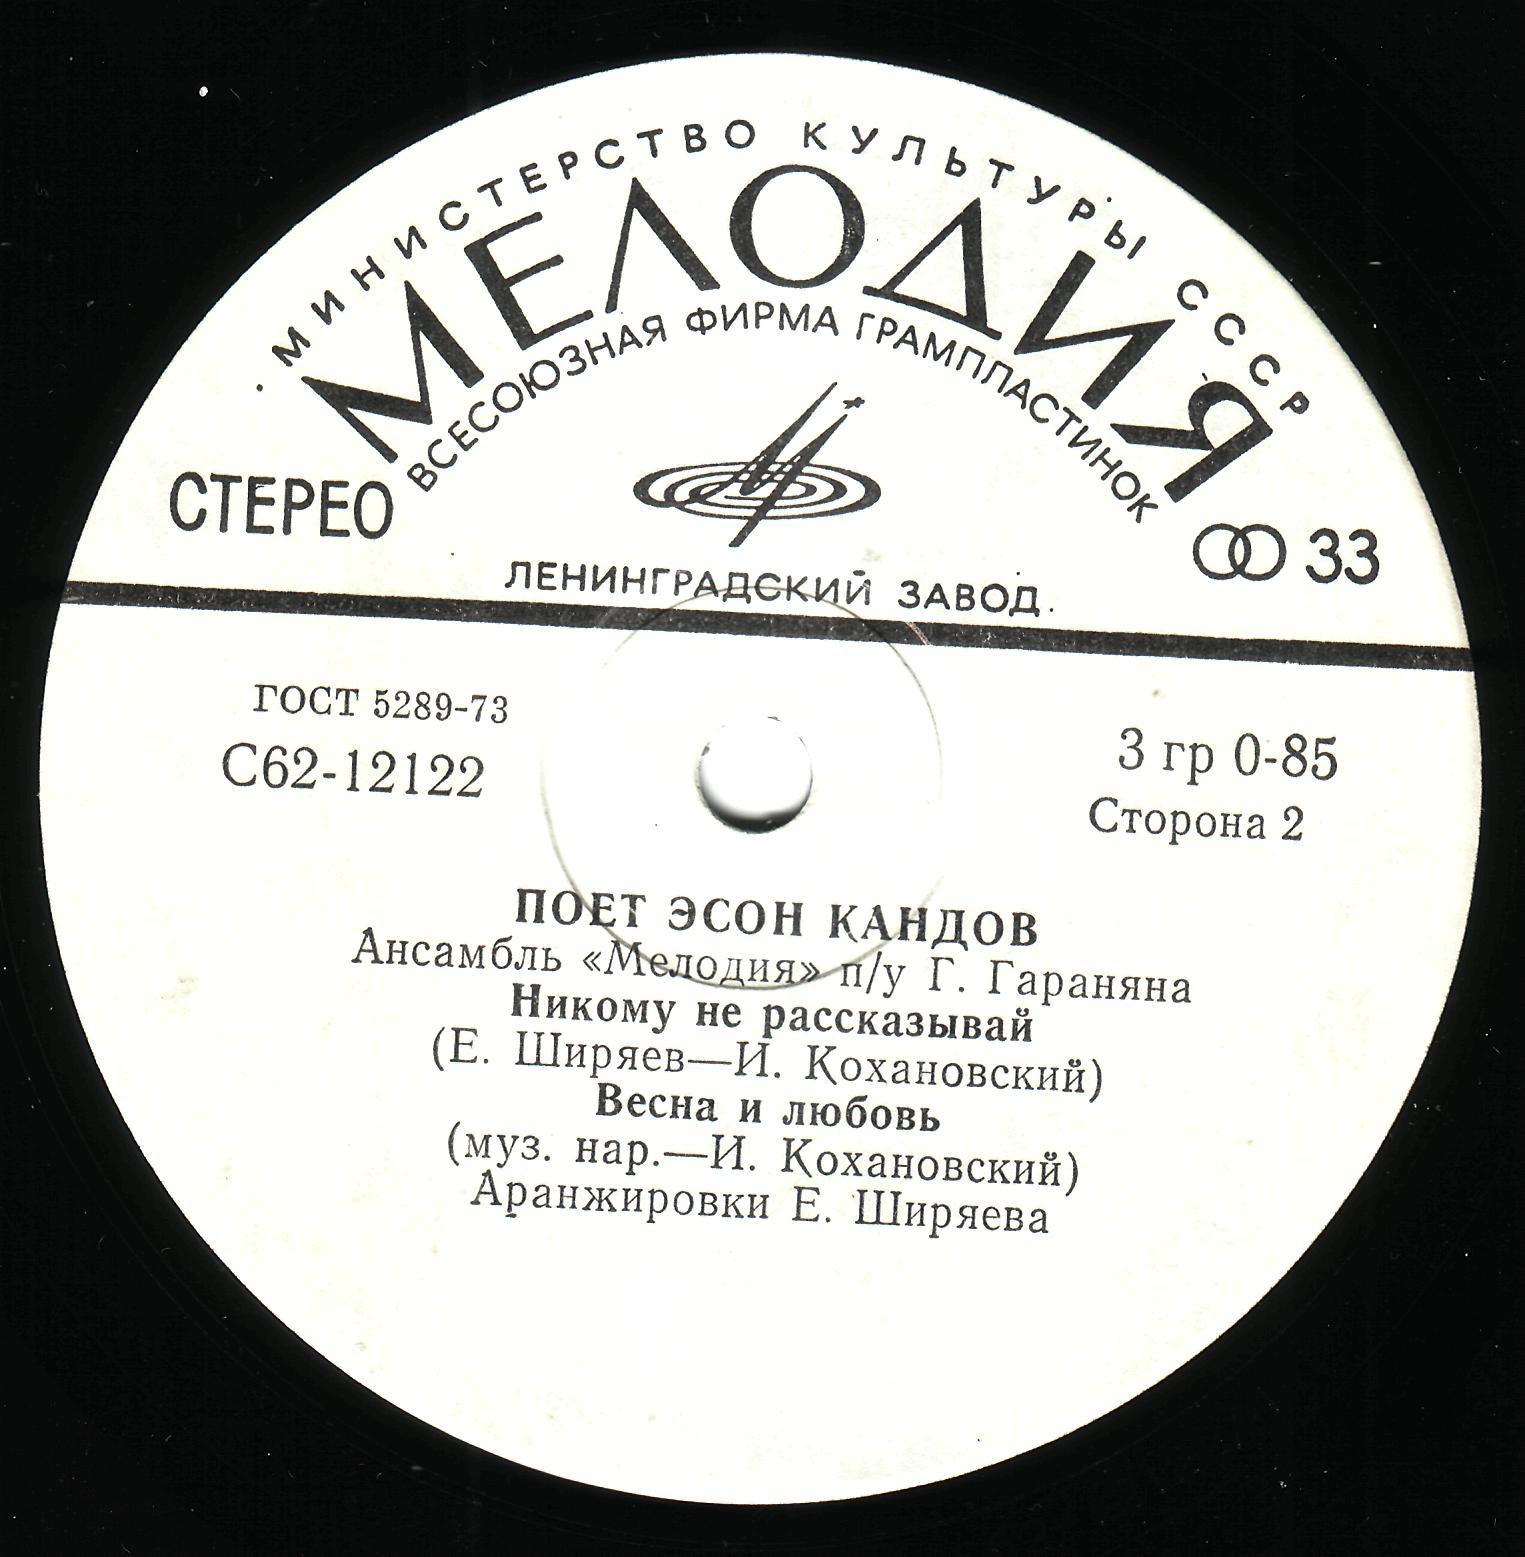 МИНИСТЕРСТВО КУЛЬТУРЫ СССР
МЕЛОДИЯ
ВСЕСОЮЗНАЯ ФИРМА ГРАМПЛАСТИНОК
СТЕРЕО
33
ЛЕНИНГРАДСКИЙ ЗАВОД.
ГОСТ 5289-73
С62-12122
3 гр 0-85
Сторона 2
ПОЕТ ЭСОН КАНДОВ
Ансамбль «Мелодия» п/у Г. Гараняна
Никому не рассказывай
(Е. Ширяев—И. Кохановский)
Весна и любовь
(муз. нар.—И. Кохановский)
Аранжировки Е. Ширяева